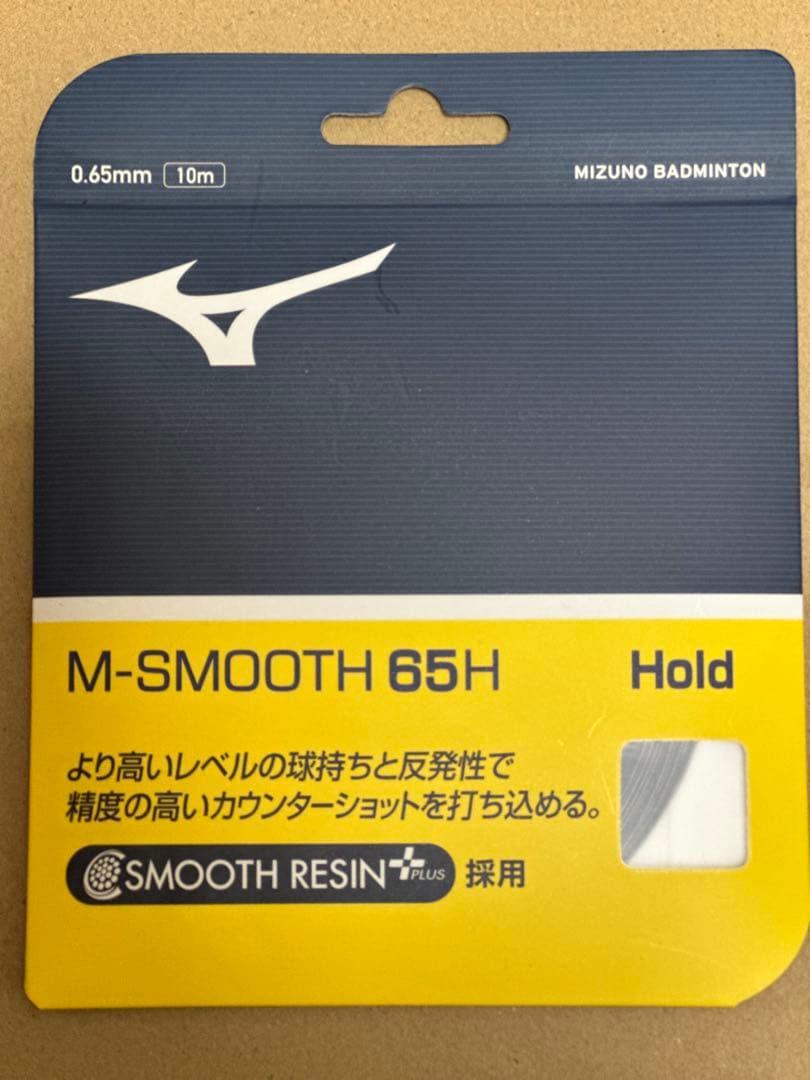 0.65mm 10m MIZUNO BADMINTON
M-SMOOTH 65H Hold
より高いレベルの球持ちと反発性で
精度の高いカウンターショットを打ち込める。
SMOOTH RESIN+PLUS 採用